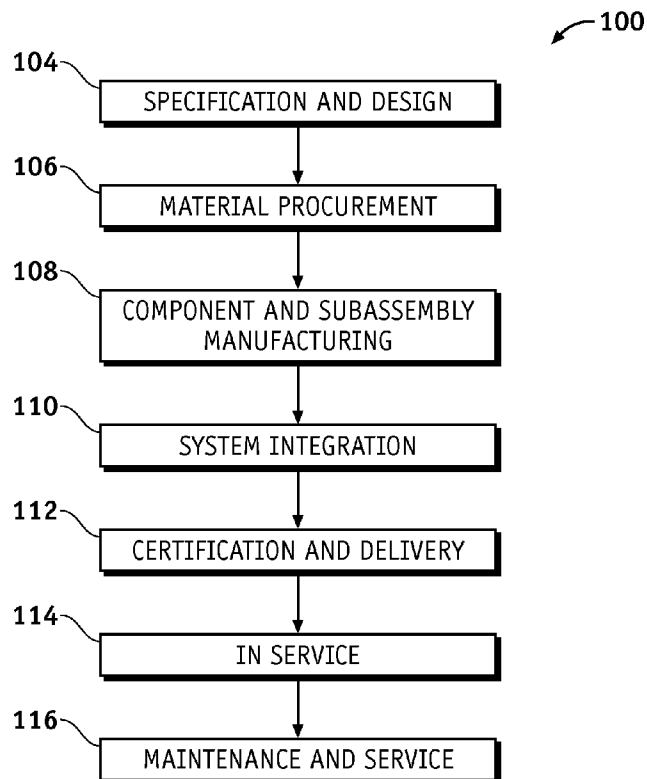 100
104
SPECIFICATION AND DESIGN
106
MATERIAL PROCUREMENT
108
COMPONENT AND SUBASSEMBLY
MANUFACTURING
110
SYSTEM INTEGRATION
112
CERTIFICATION AND DELIVERY
114
IN SERVICE
116
MAINTENANCE AND SERVICE